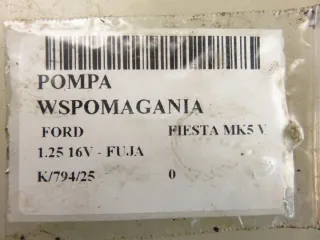 POMPA
WSPOMAGANIA
FORD FIESTA MK5 V
1.25 16V - FUJA
K/794/25 0